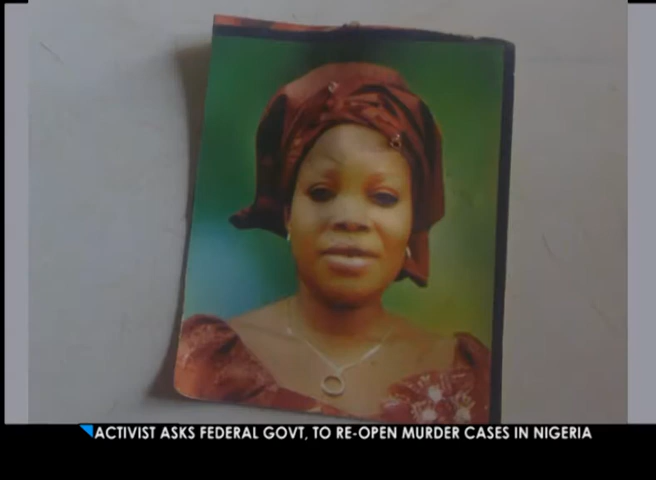 ACTIVIST ASKS FEDERAL GOVT, TO RE-OPEN MURDER CASES IN NIGERIA